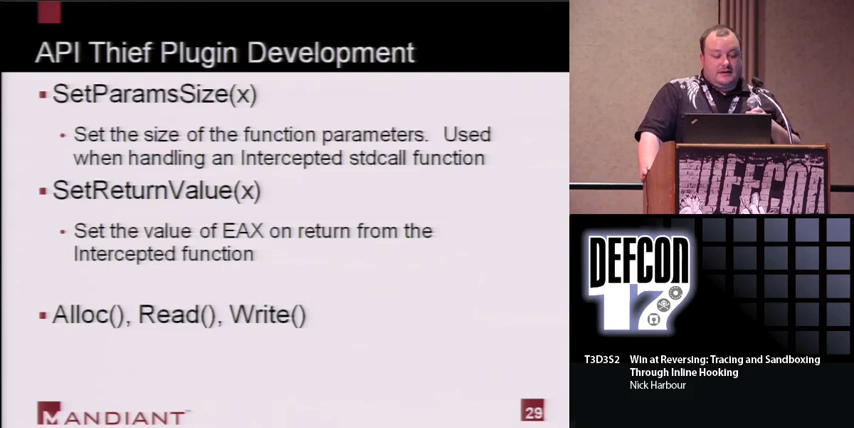 API Thief Plugin Development
SetParamsSize(x)
Set the size of the function parameters. Used
when handling an Intercepted stdcall function
SetReturnValue(x)
Set the value of EAX on return from the
Intercepted function
Alloc(), Read(), Write()
MANDIANT
29
DEFCON
DEFCON
17
T3D3S2 Win at Reversing: Tracing and Sandboxing
Through Inline Hooking
Nick Harbour